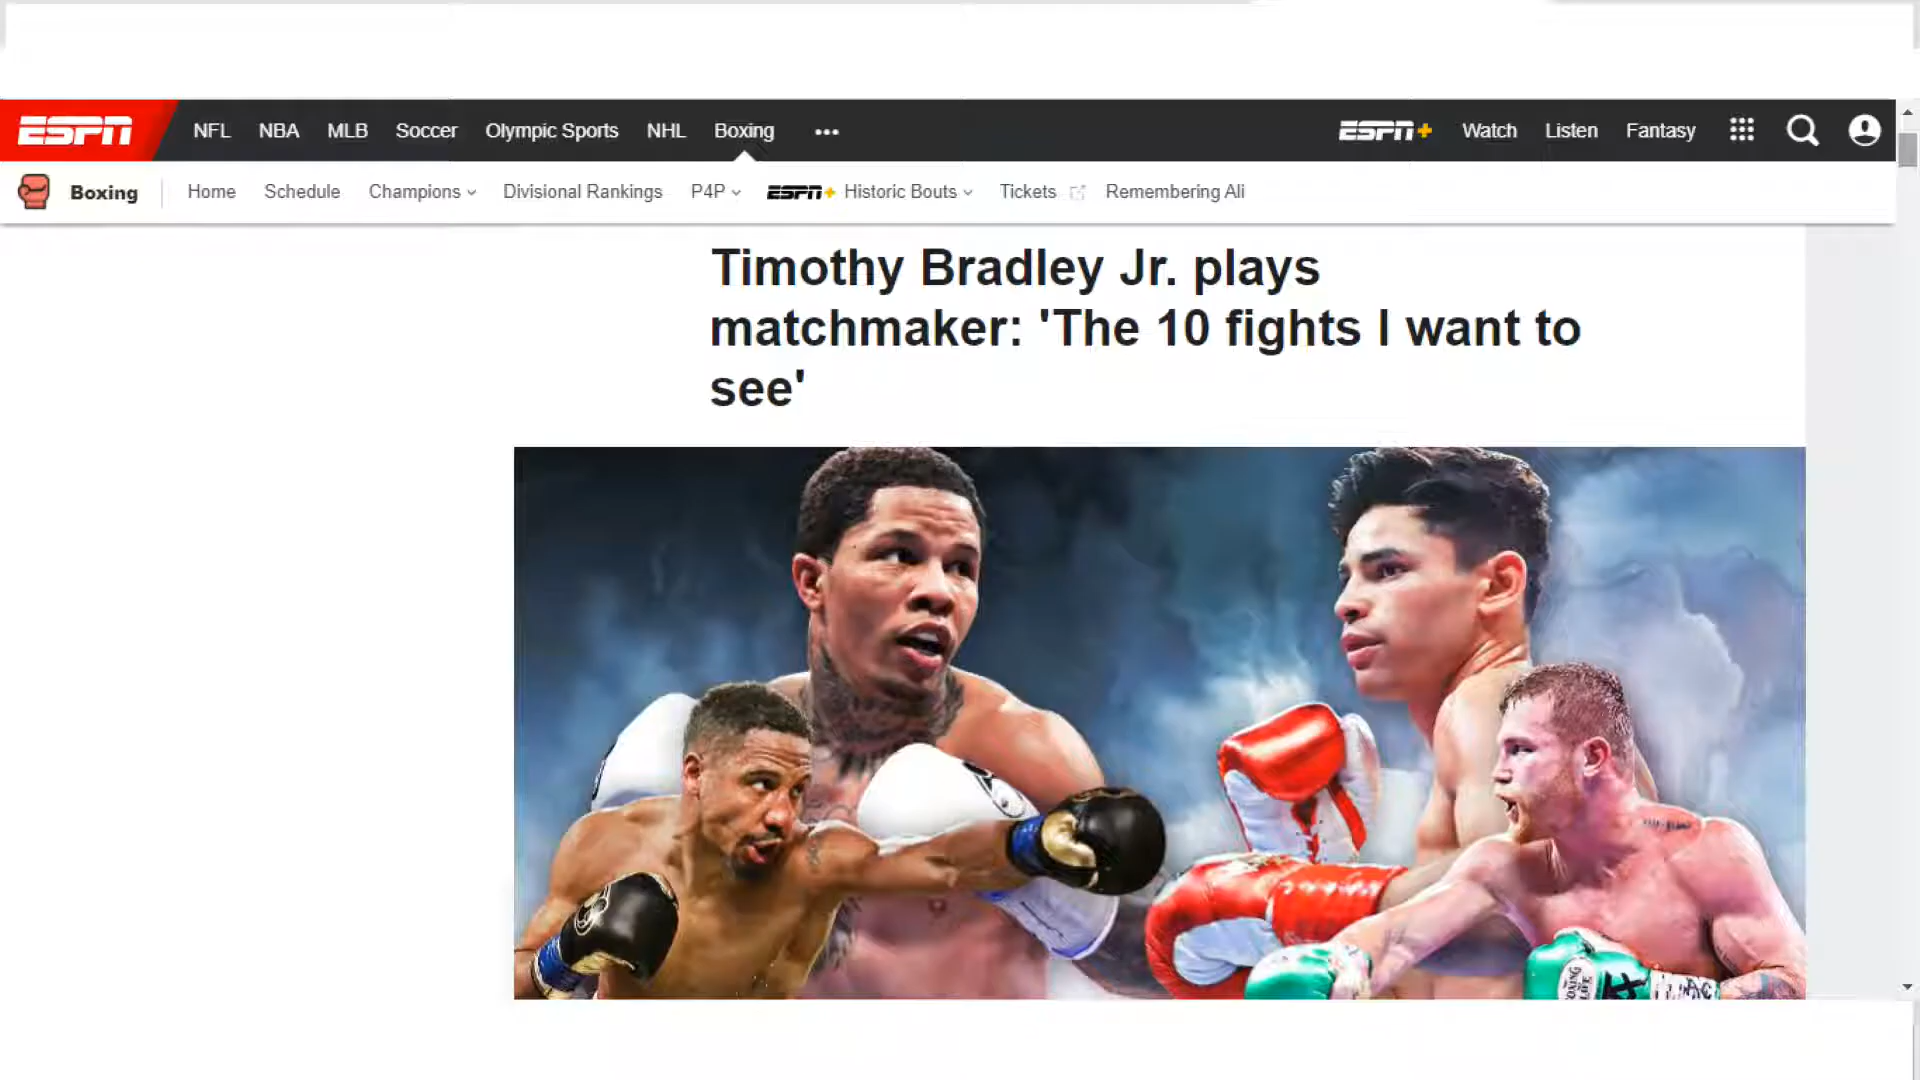 ESPN NFL NBA MLB Soccer Olympic Sports NHL Boxing ••• ESPN+ Watch Listen Fantasy
Boxing Home Schedule Champions Divisional Rankings P4P ESPN+ Historic Bouts Tickets Remembering Ali
Timothy Bradley Jr. plays
matchmaker: 'The 10 fights I want to
see'